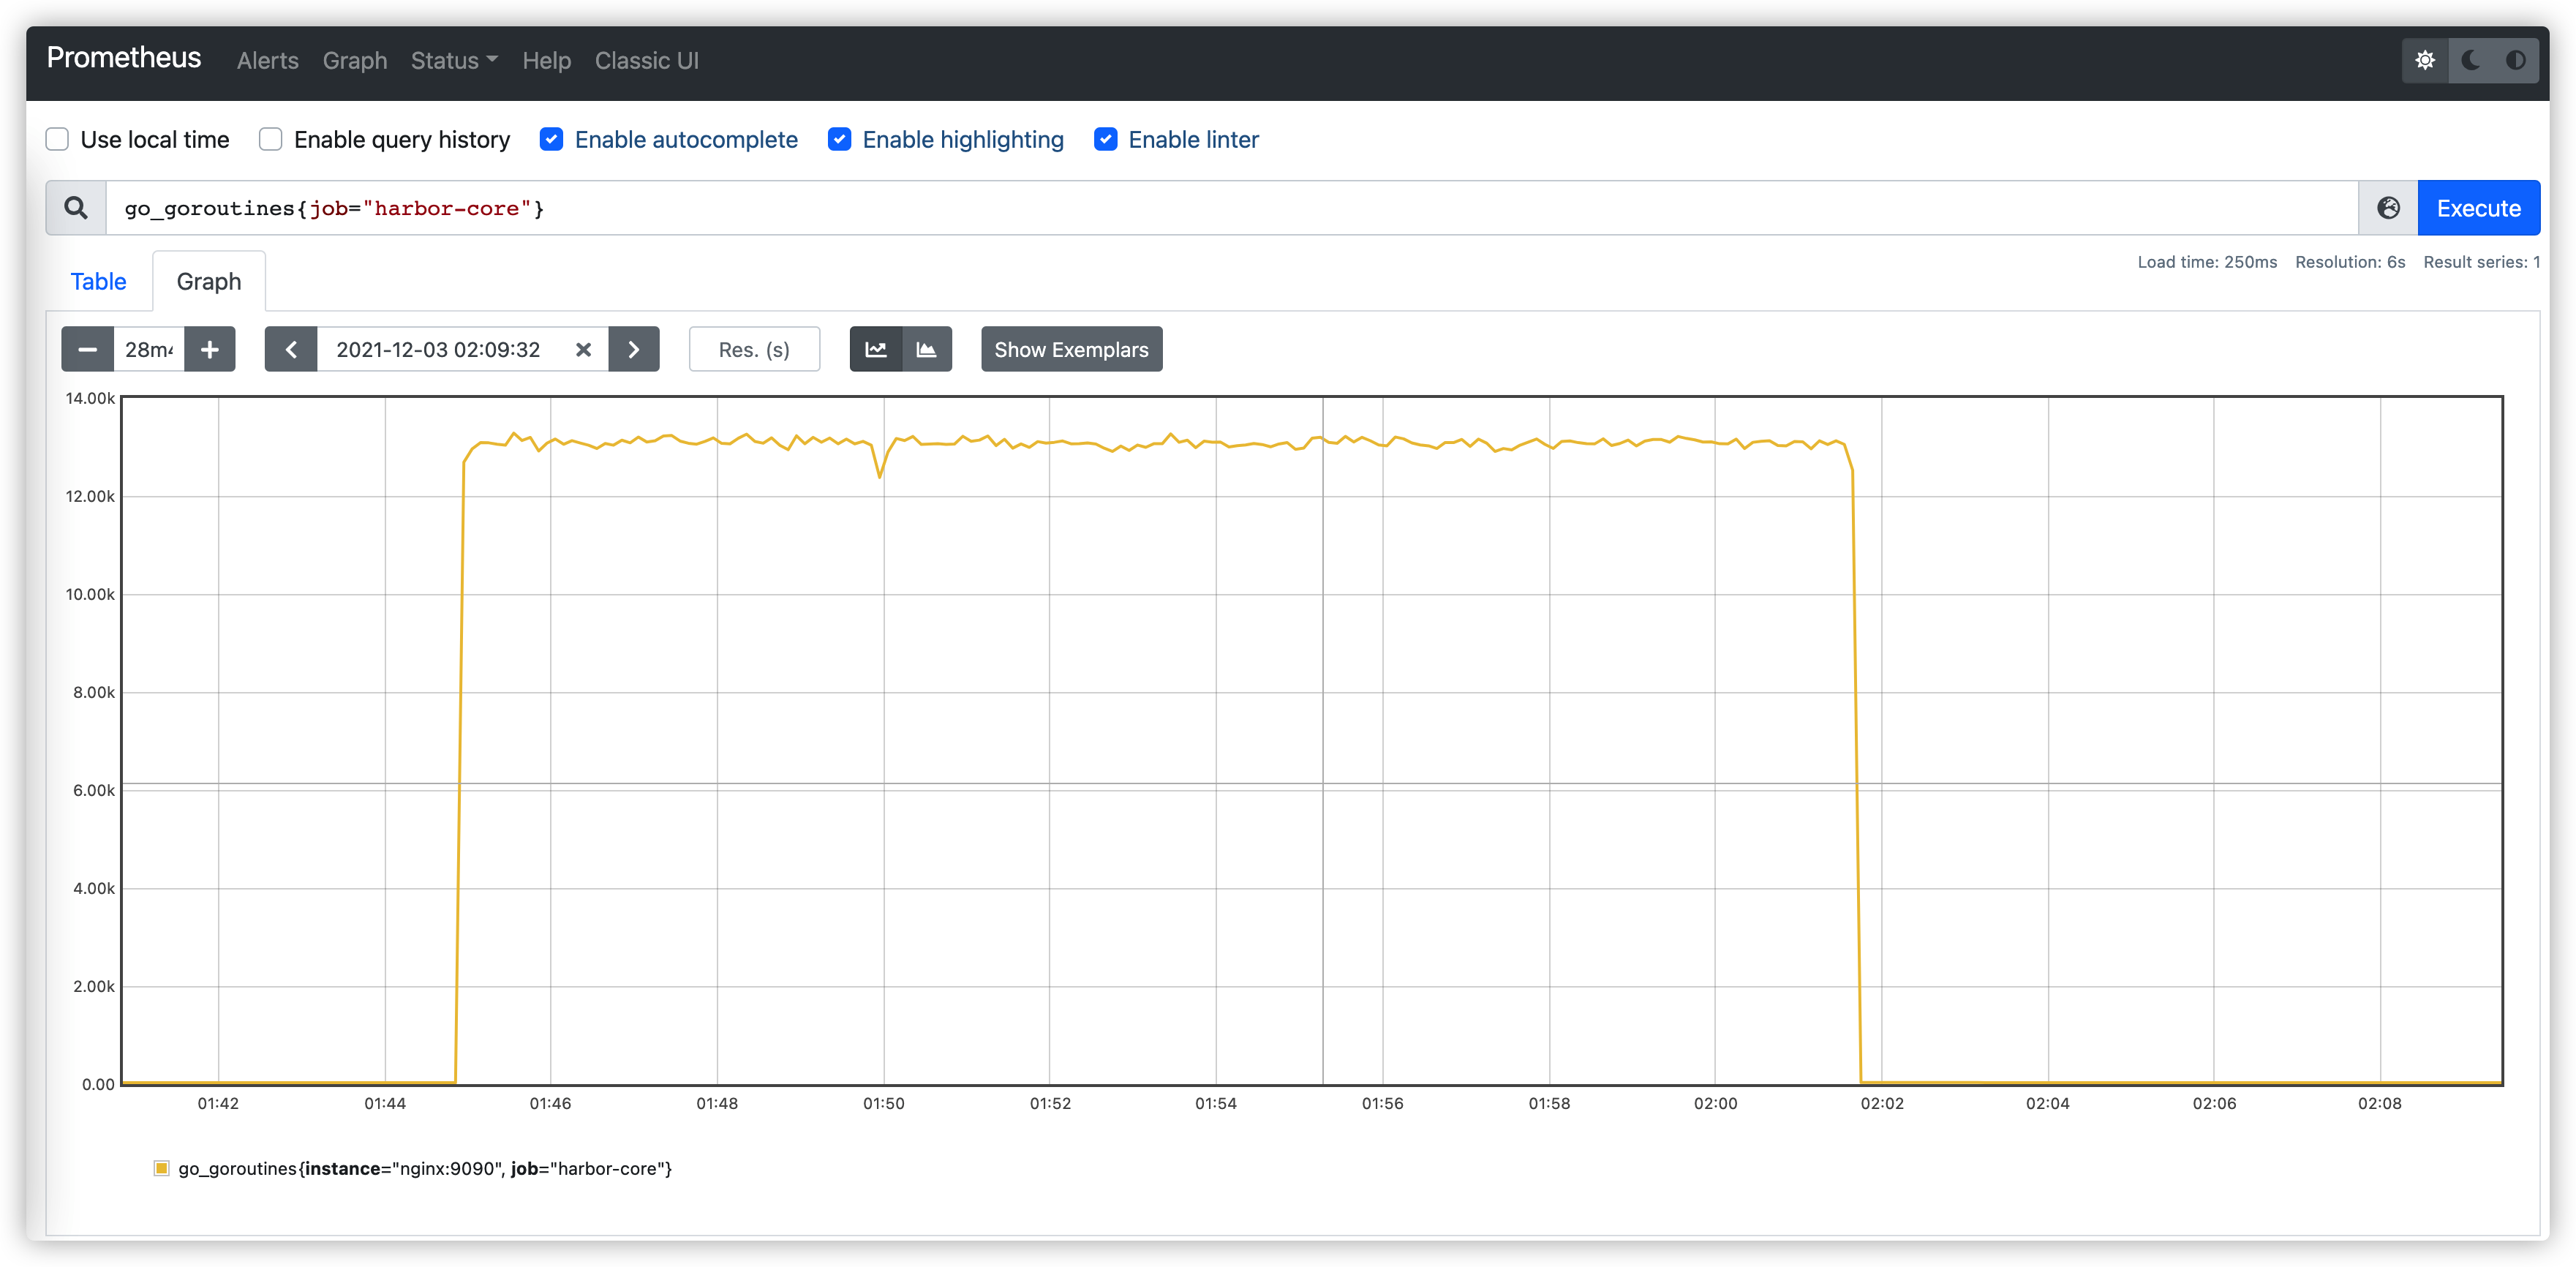 Prometheus Alerts Graph Status Help Classic UI
Use local time Enable query history Enable autocomplete Enable highlighting Enable linter
go_goroutines{job="harbor-core"} Execute
Load time: 250ms Resolution: 6s Result series: 1
Table Graph
28m 2021-12-03 02:09:32 Res. (s) Show Exemplars
14.00k
12.00k
10.00k
8.00k
6.00k
4.00k
2.00k
0.00
01:42 01:44 01:46 01:48 01:50 01:52 01:54 01:56 01:58 02:00 02:02 02:04 02:06 02:08
go_goroutines{instance="nginx:9090", job="harbor-core"}